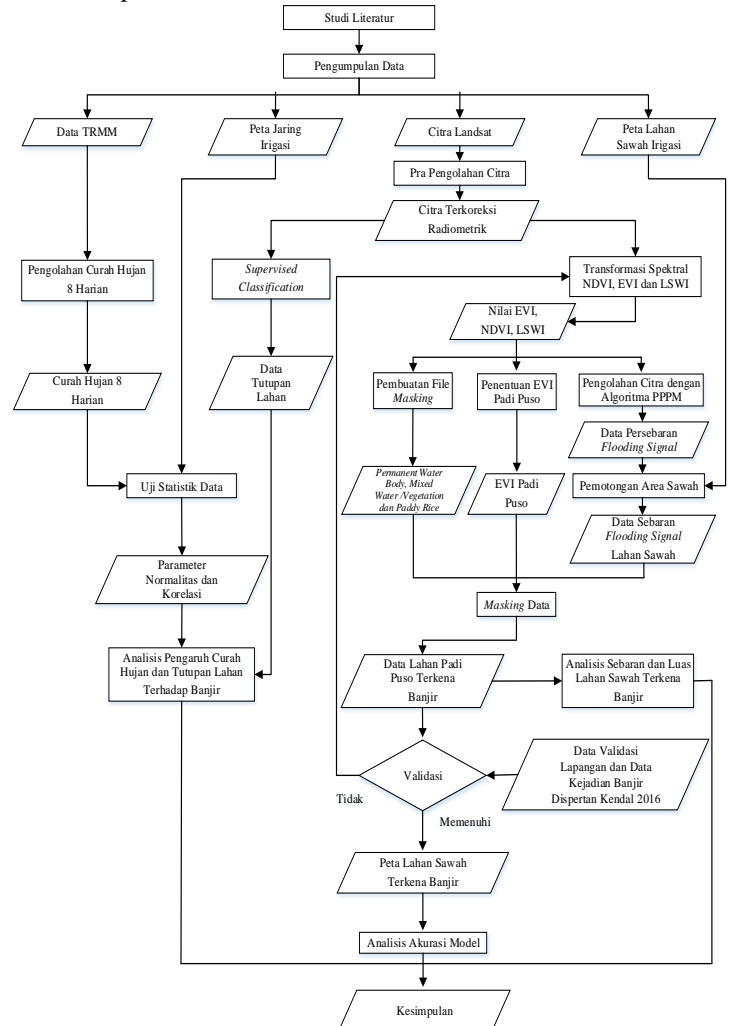 Studi Literatur
Pengumpulan Data
Data TRMM
Peta Jaring
Irigasi
Citra Landsat
Peta Lahan
Sawah Irigasi
Pra Pengolahan Citra
Citra Terkoreksi
Radiometrik
Pengolahan Curah Hujan
8 Harian
Supervised
Classification
Transformasi Spektral
NDVI, EVI dan LSWI
Nilai EVI,
NDVI, LSWI
Curah Hujan 8
Harian
Data
Tutupan
Lahan
Pembuatan File
Masking
Penentuan EVI
Padi Puso
Pengolahan Citra dengan
Algoritma PPPM
Data Persebaran
Flooding Signal
Uji Statistik Data
Permanent Water
Body, Mixed
Water /Vegetation
dan Paddy Rice
EVI Padi
Puso
Pemotongan Area Sawah
Data Sebaran
Flooding Signal
Lahan Sawah
Parameter
Normalitas dan
Korelasi
Masking Data
Analisis Pengaruh Curah
Hujan dan Tutupan Lahan
Terhadap Banjir
Data Lahan Padi
Puso Terkena
Banjir
Analisis Sebaran dan Luas
Lahan Sawah Terkena
Banjir
Validasi
Data Validasi
Lapangan dan Data
Kejadian Banjir
Dispertan Kendal 2016
Tidak
Memenuhi
Peta Lahan Sawah
Terkena Banjir
Analisis Akurasi Model
Kesimpulan